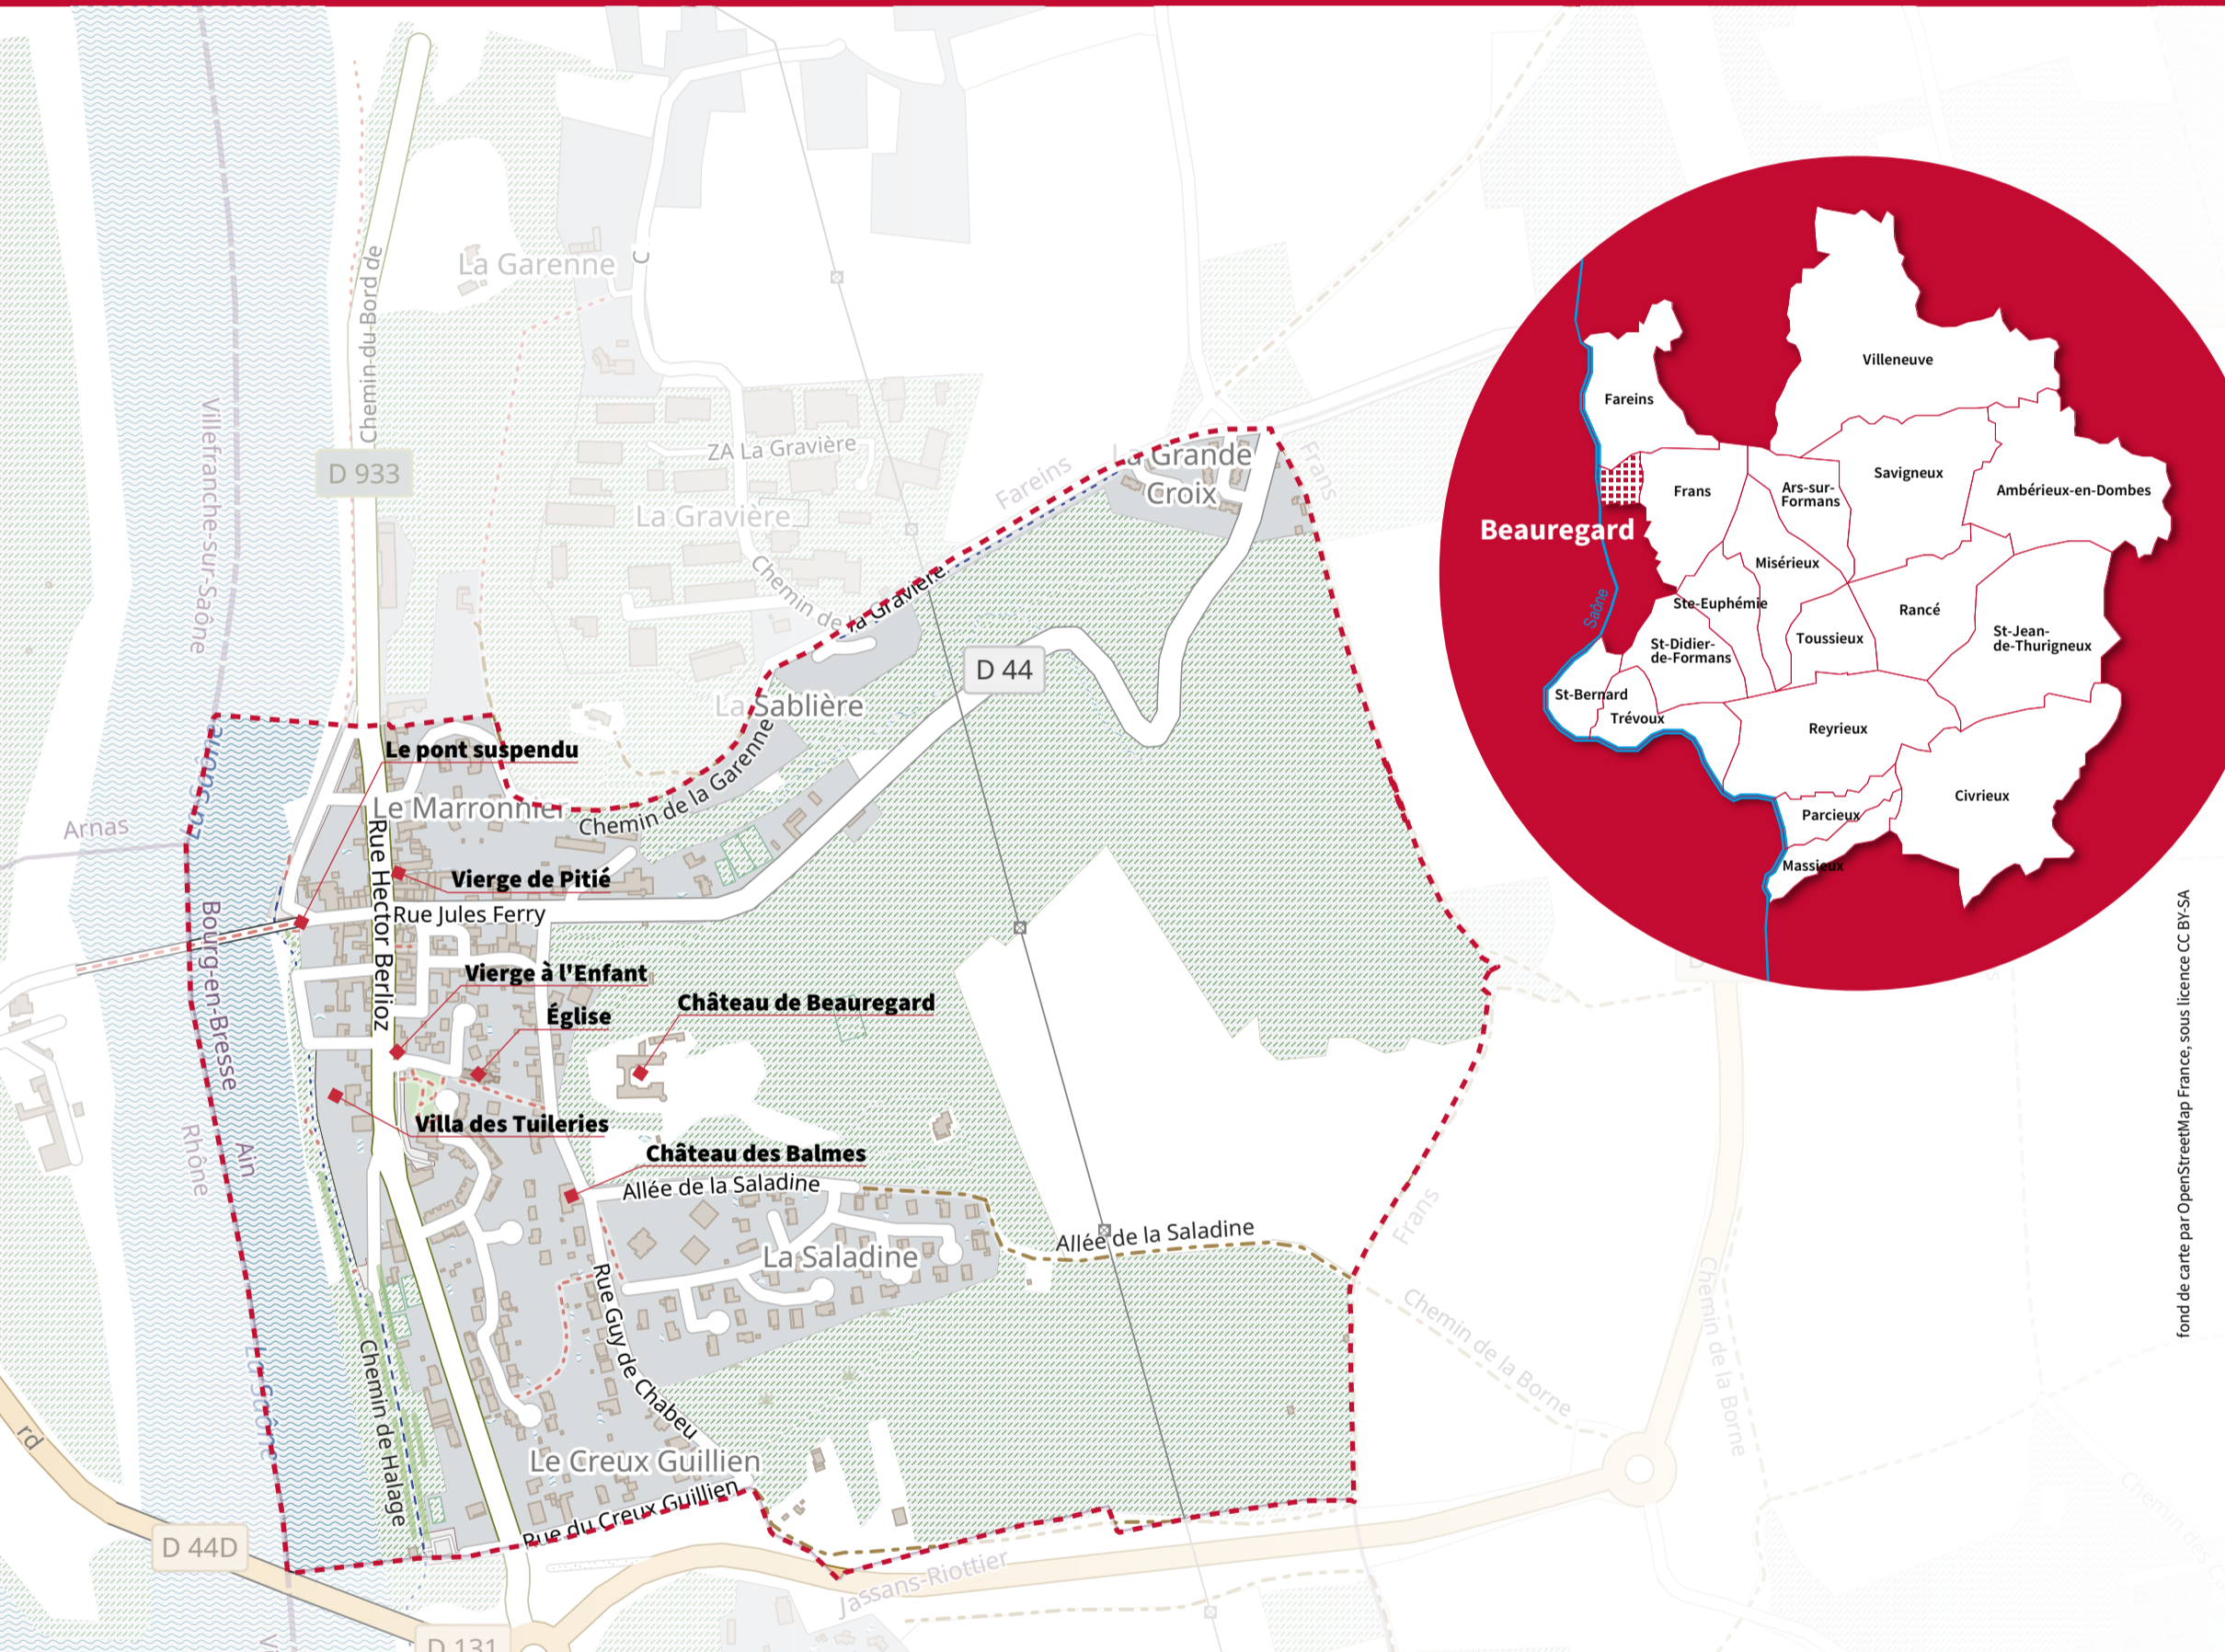 La Garenne
C
Chemin du Bord de
Villefranche-sur-Saône
D 933
ZA La Gravière
La Gravière
Fareins
Frans
La Grande
Croix
Chemin de la Gravière
D 44
La Sablière
Chemin de la Garenne
La Saône
Le pont suspendu
Le Marronnier
Arnas
Rue Hector Berlioz
Vierge de Pitié
Rue Jules Ferry
Bourg-en-Bresse
Vierge à l'Enfant
Château de Beauregard
Église
Villa des Tuileries
Ain
Rhône
Château des Balmes
Allée de la Saladine
Allée de la Saladine
La Saladine
Frans
Rue Guy de Chabeu
Chemin de la Borne
Chemin de la Borne
La Saône
Chemin de Halage
rd
Le Creux Guillien
Rue du Creux Guillien
D 44D
Jassans-Riottier
D 131
Villeneuve
Fareins
Savigneux
Frans
Ars-sur-
Formans
Ambérieux-en-Dombes
Beauregard
Misérieux
Saône
Ste-Euphémie
Rancé
St-Didier-
de-Formans
Toussieux
St-Jean-
de-Thurigneux
St-Bernard
Trévoux
Reyrieux
Civrieux
Parcieux
Massieux
fond de carte par OpenStreetMap France, sous licence CC BY-SA